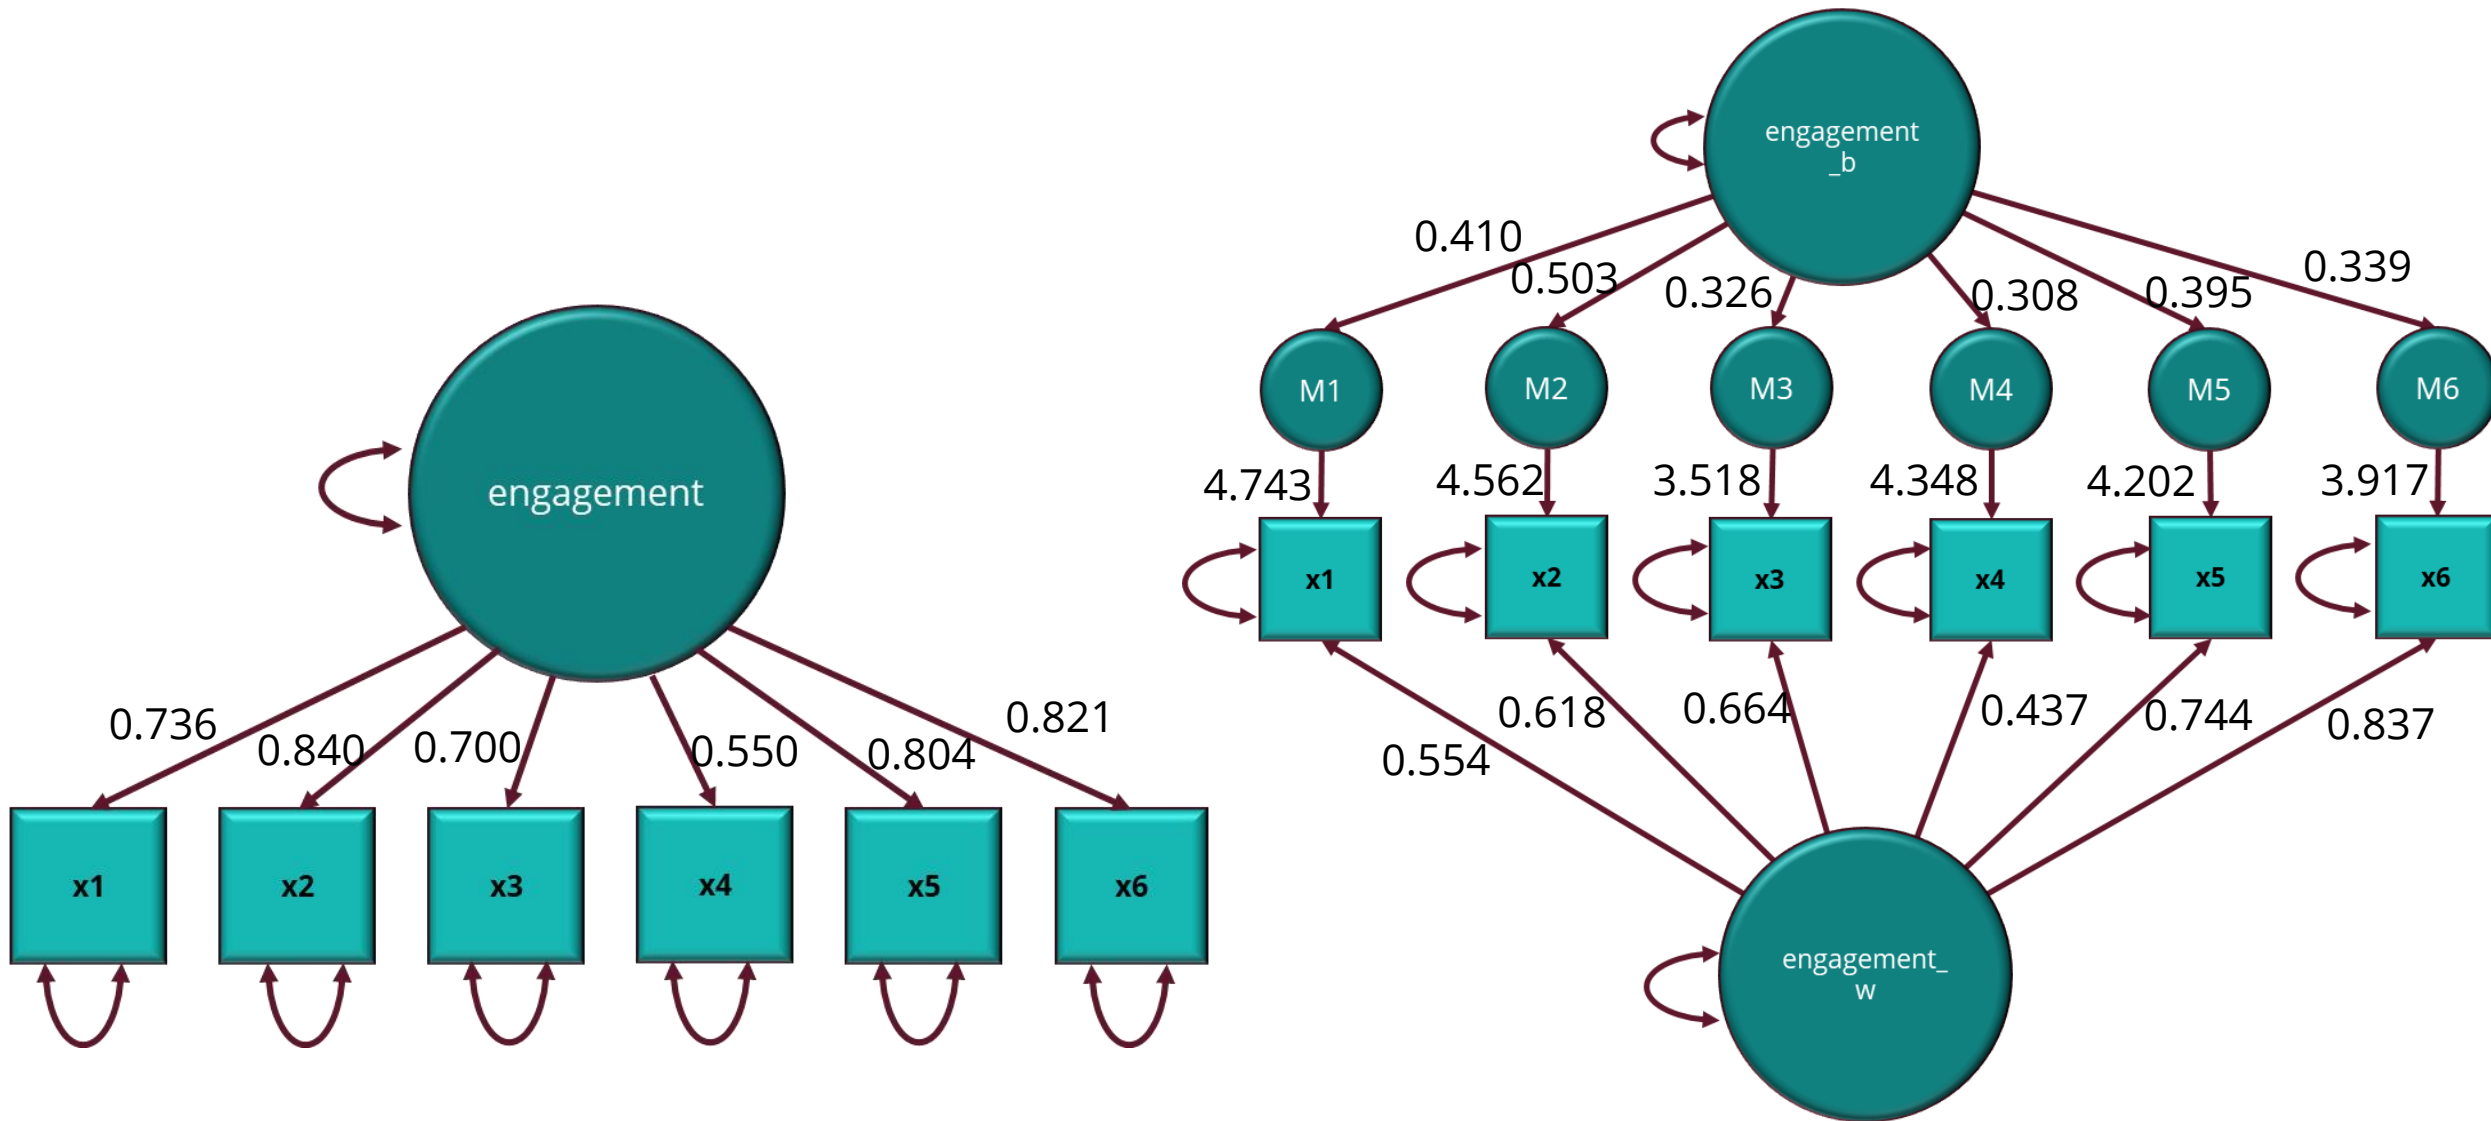 engagement
0.736
0.840
0.700
0.550
0.804
0.821
x1
x2
x3
x4
x5
x6
engagement
_b
0.410
0.503
0.326
0.308
0.395
0.339
M1
M2
M3
M4
M5
M6
4.743
4.562
3.518
4.348
4.202
3.917
x1
x2
x3
x4
x5
x6
0.554
0.618
0.664
0.437
0.744
0.837
engagement_
w